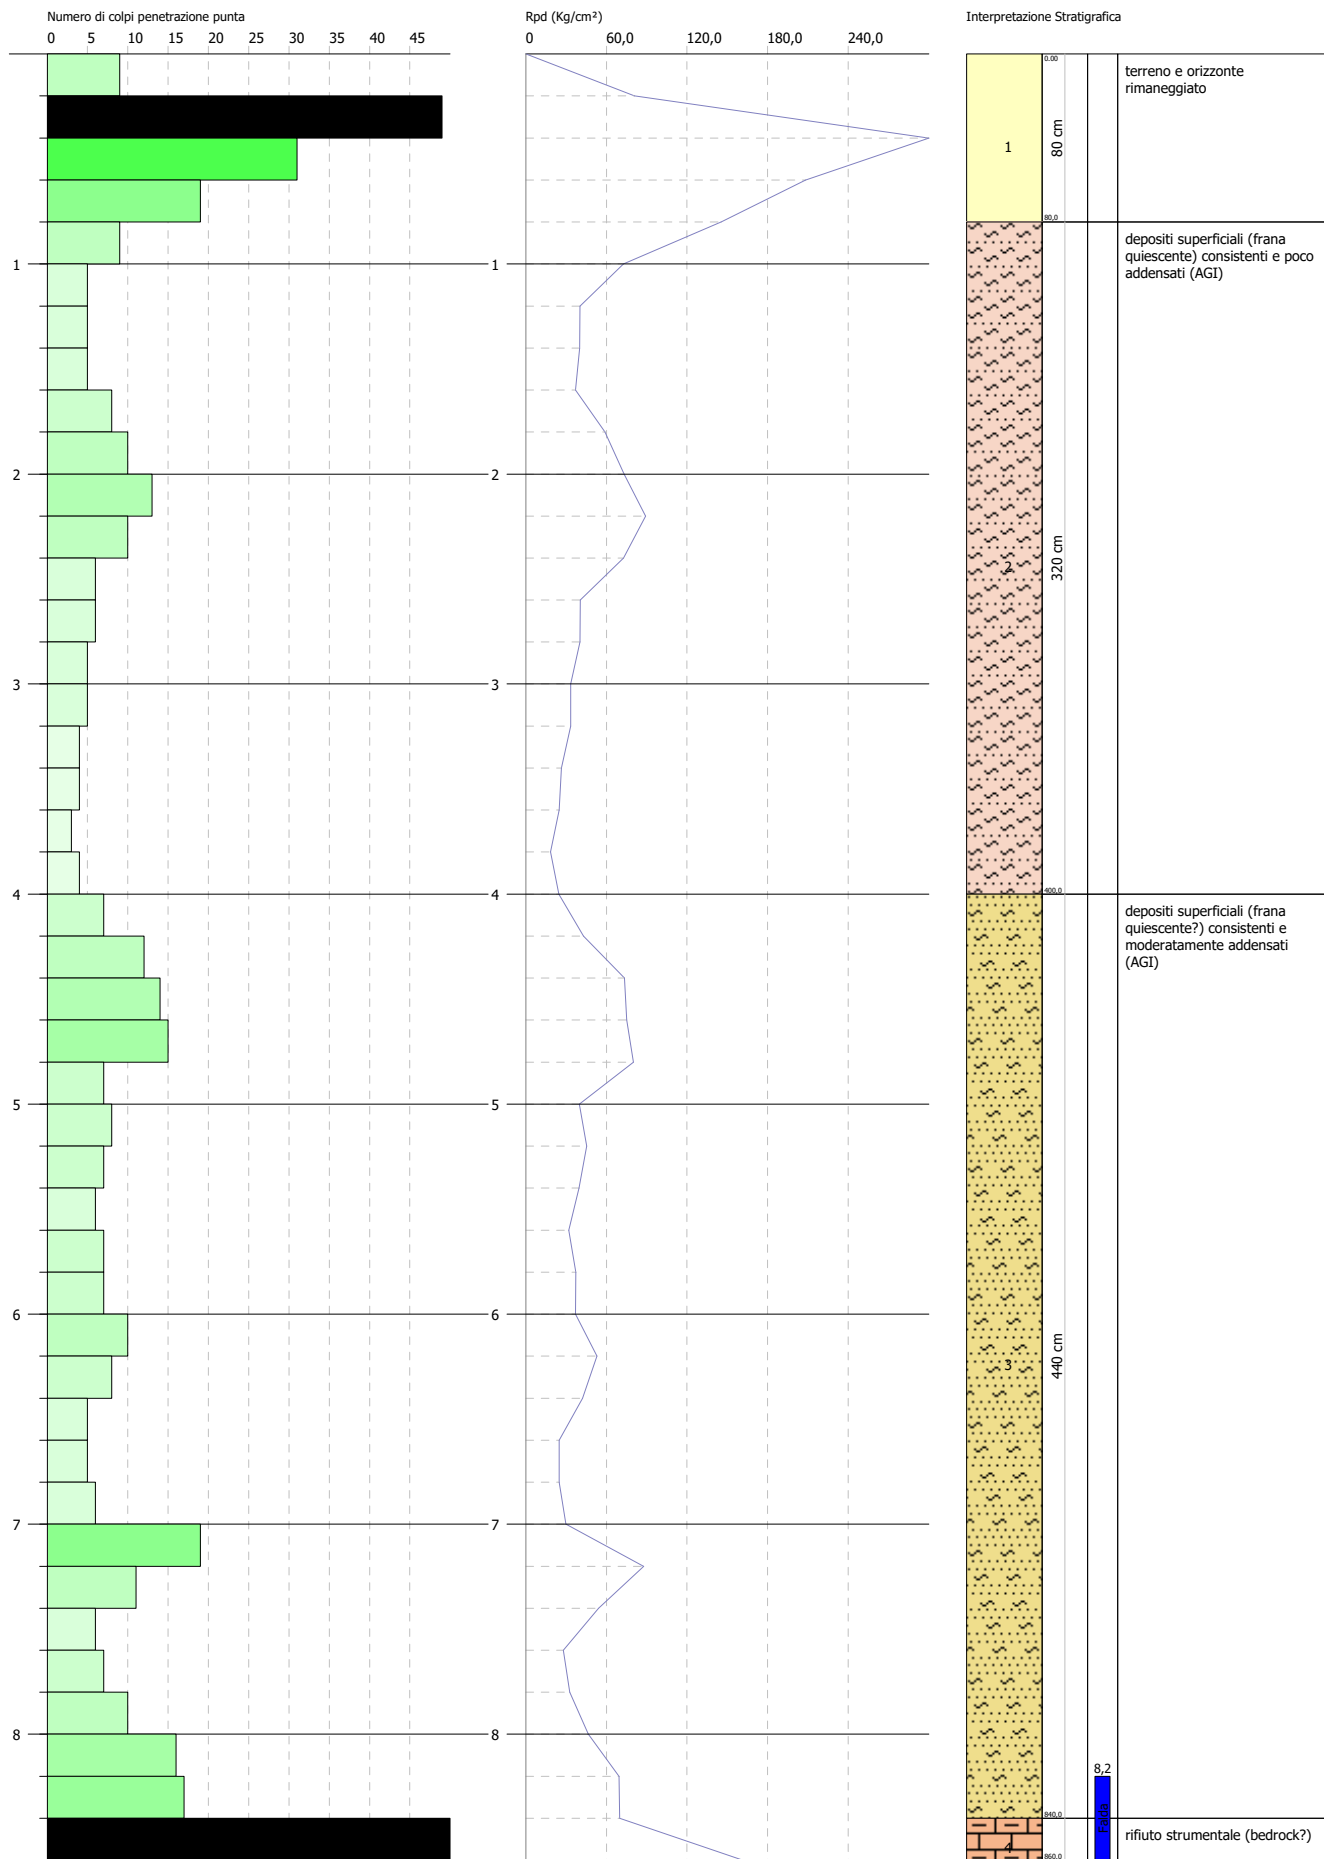 Numero di colpi penetrazione punta
Rpd (Kg/cm²)
Interpretazione Stratigrafica
0 5 10 15 20 25 30 35 40 45
0 60,0 120,0 180,0 240,0
0.00
terreno e orizzonte
rimaneggiato
80 cm
1
80,0
depositi superficiali (frana
quiescente) consistenti e poco
addensati (AGI)
1 1
2 2
320 cm
2
3 3
4 4
400,0
depositi superficiali (frana
quiescente?) consistenti e
moderatamente addensati
(AGI)
5 5
6 6
440 cm
3
7 7
8 8
8,2
Falda
840,0
rifiuto strumentale (bedrock?)
4
860,0